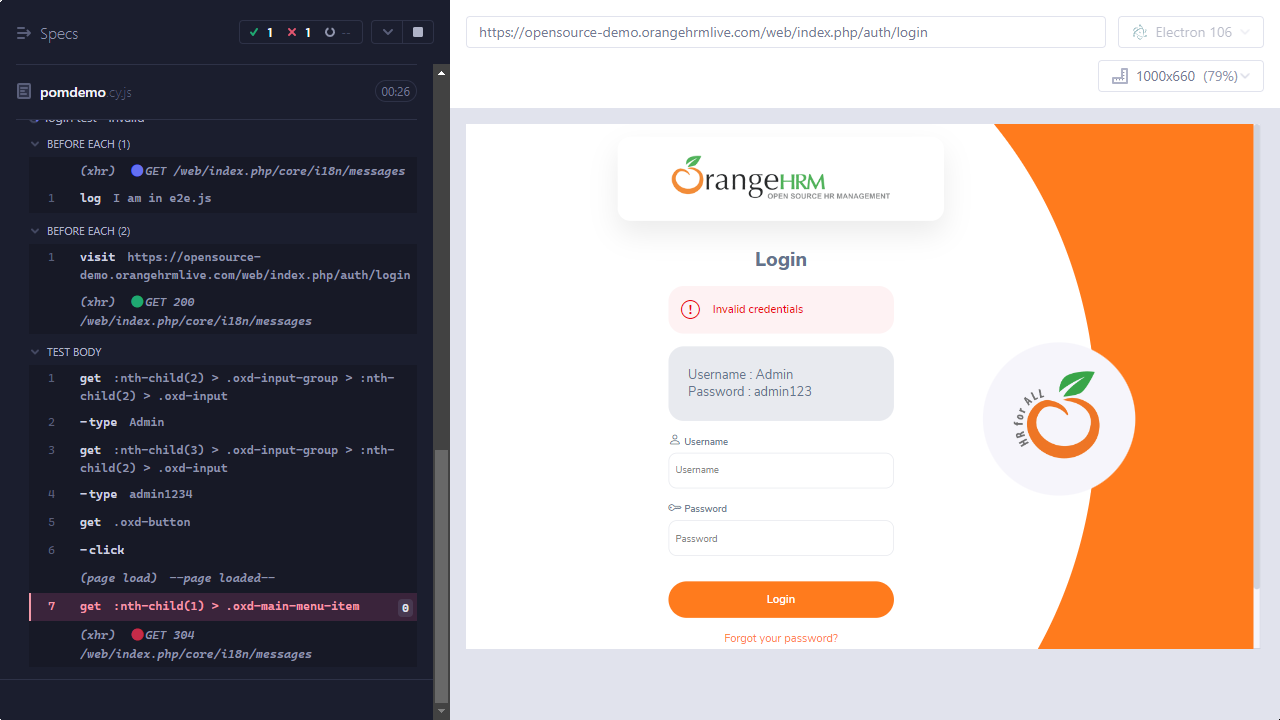 Specs
1
1
--
https://opensource-demo.orangehrmlive.com/web/index.php/auth/login
Electron 106
1000x660 (79%)
pomdemo.cy.js
00:26
login test - invalid
BEFORE EACH (1)
(xhr) GET /web/index.php/core/i18n/messages
1 log I am in e2e.js
BEFORE EACH (2)
1 visit https://opensource-
demo.orangehrmlive.com/web/index.php/auth/login
(xhr) GET 200
/web/index.php/core/i18n/messages
TEST BODY
1 get :nth-child(2) > .oxd-input-group > :nth-
child(2) > .oxd-input
2 -type Admin
3 get :nth-child(3) > .oxd-input-group > :nth-
child(2) > .oxd-input
4 -type admin1234
5 get .oxd-button
6 -click
(page load) --page loaded--
7 get :nth-child(1) > .oxd-main-menu-item 0
(xhr) GET 304
/web/index.php/core/i18n/messages
OrangeHRM
OPEN SOURCE HR MANAGEMENT
Login
Invalid credentials
Username : Admin
Password : admin123
Username
Username
Password
Password
Login
Forgot your password?
HR for ALL